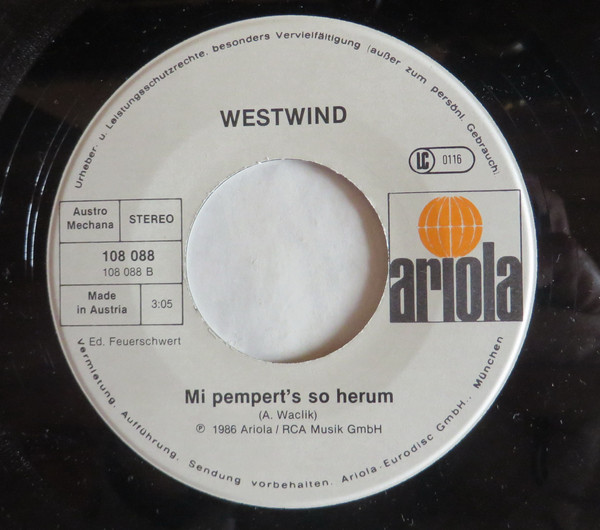 Urheber- u. Leistungsschutzrechte, besonders Vervielfältigung (außer zum persönl. Gebrauch)
WESTWIND
LC 0116
Austro
Mechana
STEREO
108 088
108 088 B
Made
in Austria
3:05
Ed. Feuerschwert
ariola
Mi pempert's so herum
(A. Waclik)
℗ 1986 Ariola / RCA Musik GmbH
Vermietung, Aufführung, Sendung vorbehalten. Ariola-Eurodisc GmbH., München